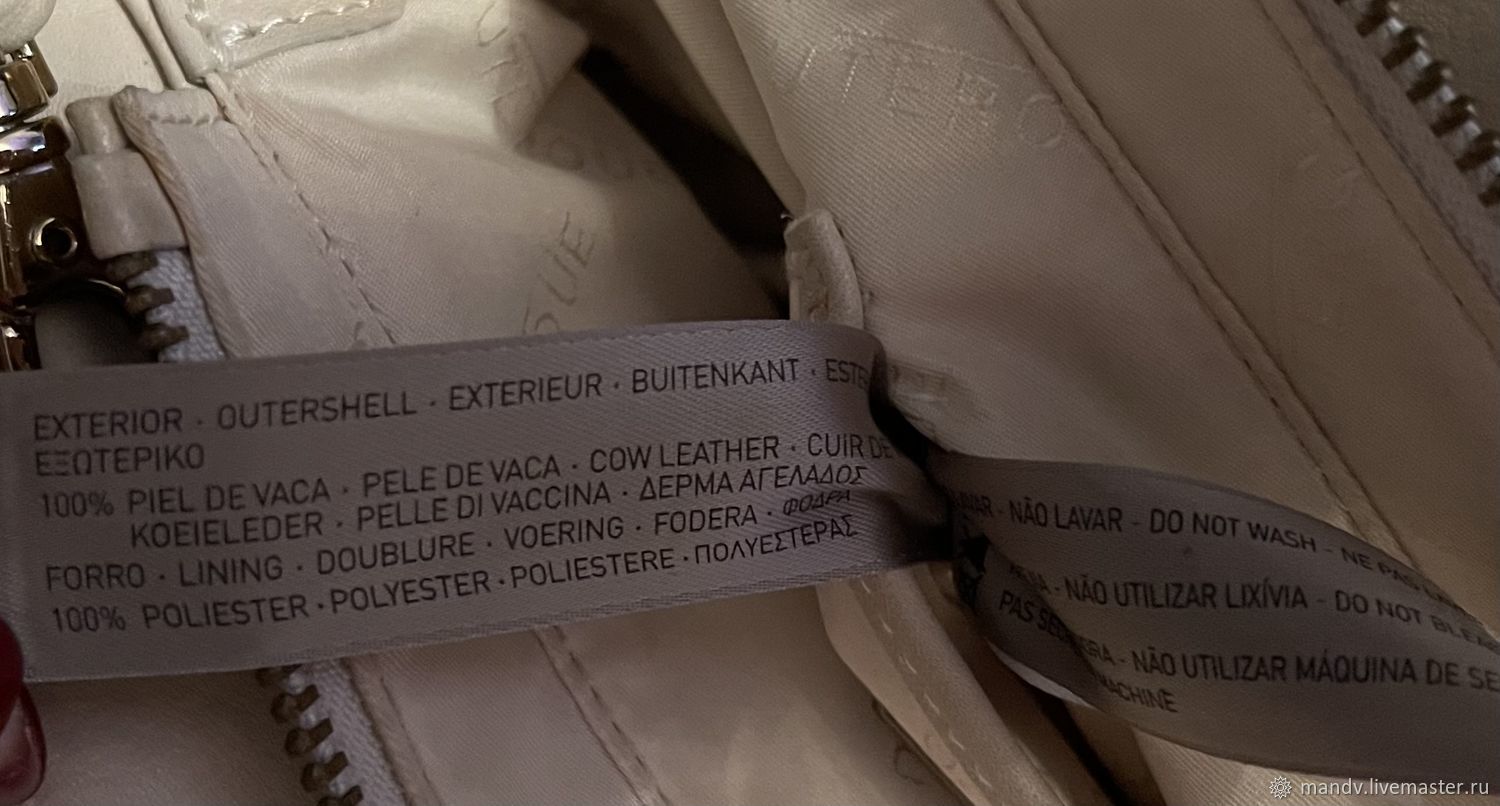 EXTERIOR · OUTERSHELL · EXTERIEUR · BUITENKANT ·
ΕΞΩΤΕΡΙΚΟ
100% PIEL DE VACA · PELE DE VACA · COW LEATHER · CUIR DE
KOEIELEDER · PELLE DI VACCINA · ΔΕΡΜΑ ΑΓΕΛΑΔΟΣ
FORRO · LINING · DOUBLURE · VOERING · FODERA · ΦΟΔΡΑ
100% POLIESTER · POLYESTER · POLIESTERE · ΠΟΛΥΕΣΤΕΡΑΣ
- NÃO LAVAR - DO NOT WASH - NE PAS
- NÃO UTILIZAR LIXÍVIA - DO NOT
PAS
- NÃO UTILIZAR MÁQUINA DE
MACHINE
mandv.livemaster.ru